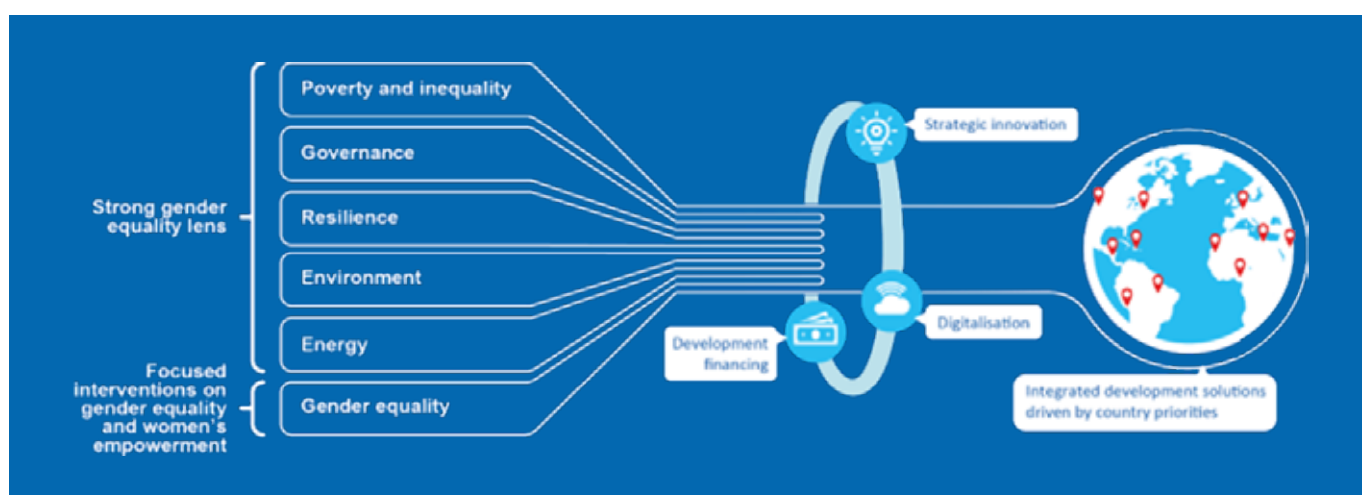 Strong gender
equality lens
Poverty and inequality
Governance
Resilience
Environment
Energy
Focused
interventions on
gender equality
and women's
empowerment
Gender equality
Strategic innovation
Digitalisation
Development
financing
Integrated development solutions
driven by country priorities